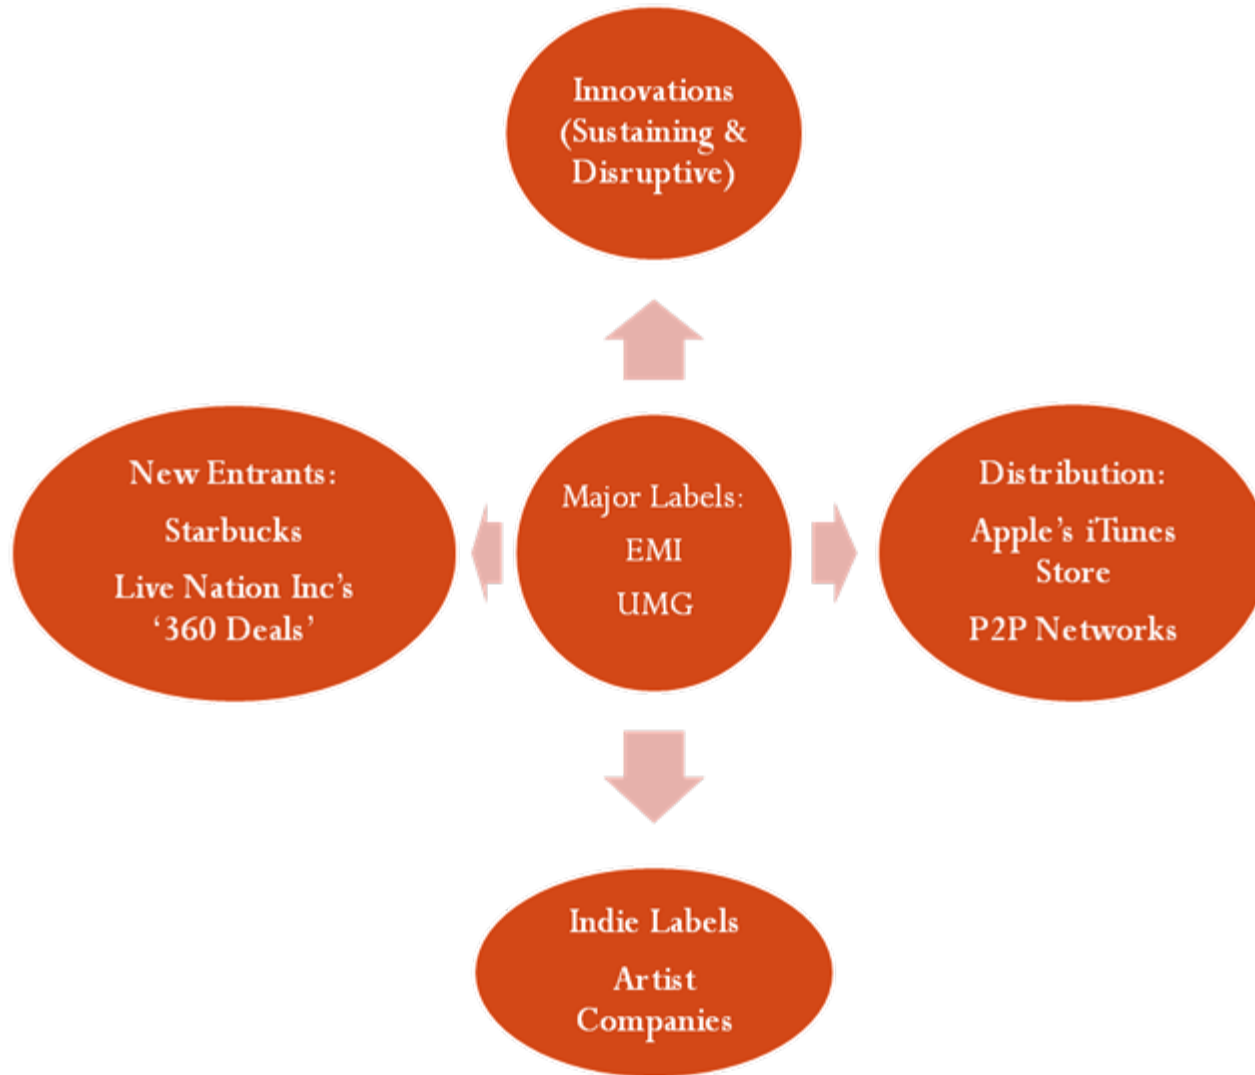 Innovations
(Sustaining &
Disruptive)
New Entrants:
Starbucks
Live Nation Inc’s
‘360 Deals’
Major Labels:
EMI
UMG
Distribution:
Apple’s iTunes
Store
P2P Networks
Indie Labels
Artist
Companies